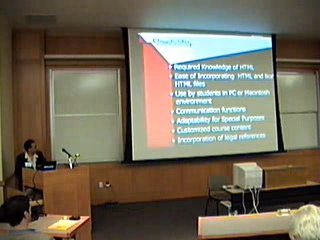 Required Knowledge of HTML
Ease of Incorporating HTML and Non
HTML files
Use by students in PC or Macintosh
environment
Communication functions
Adaptability for Special Purposes
Customized course content
Incorporation of legal references